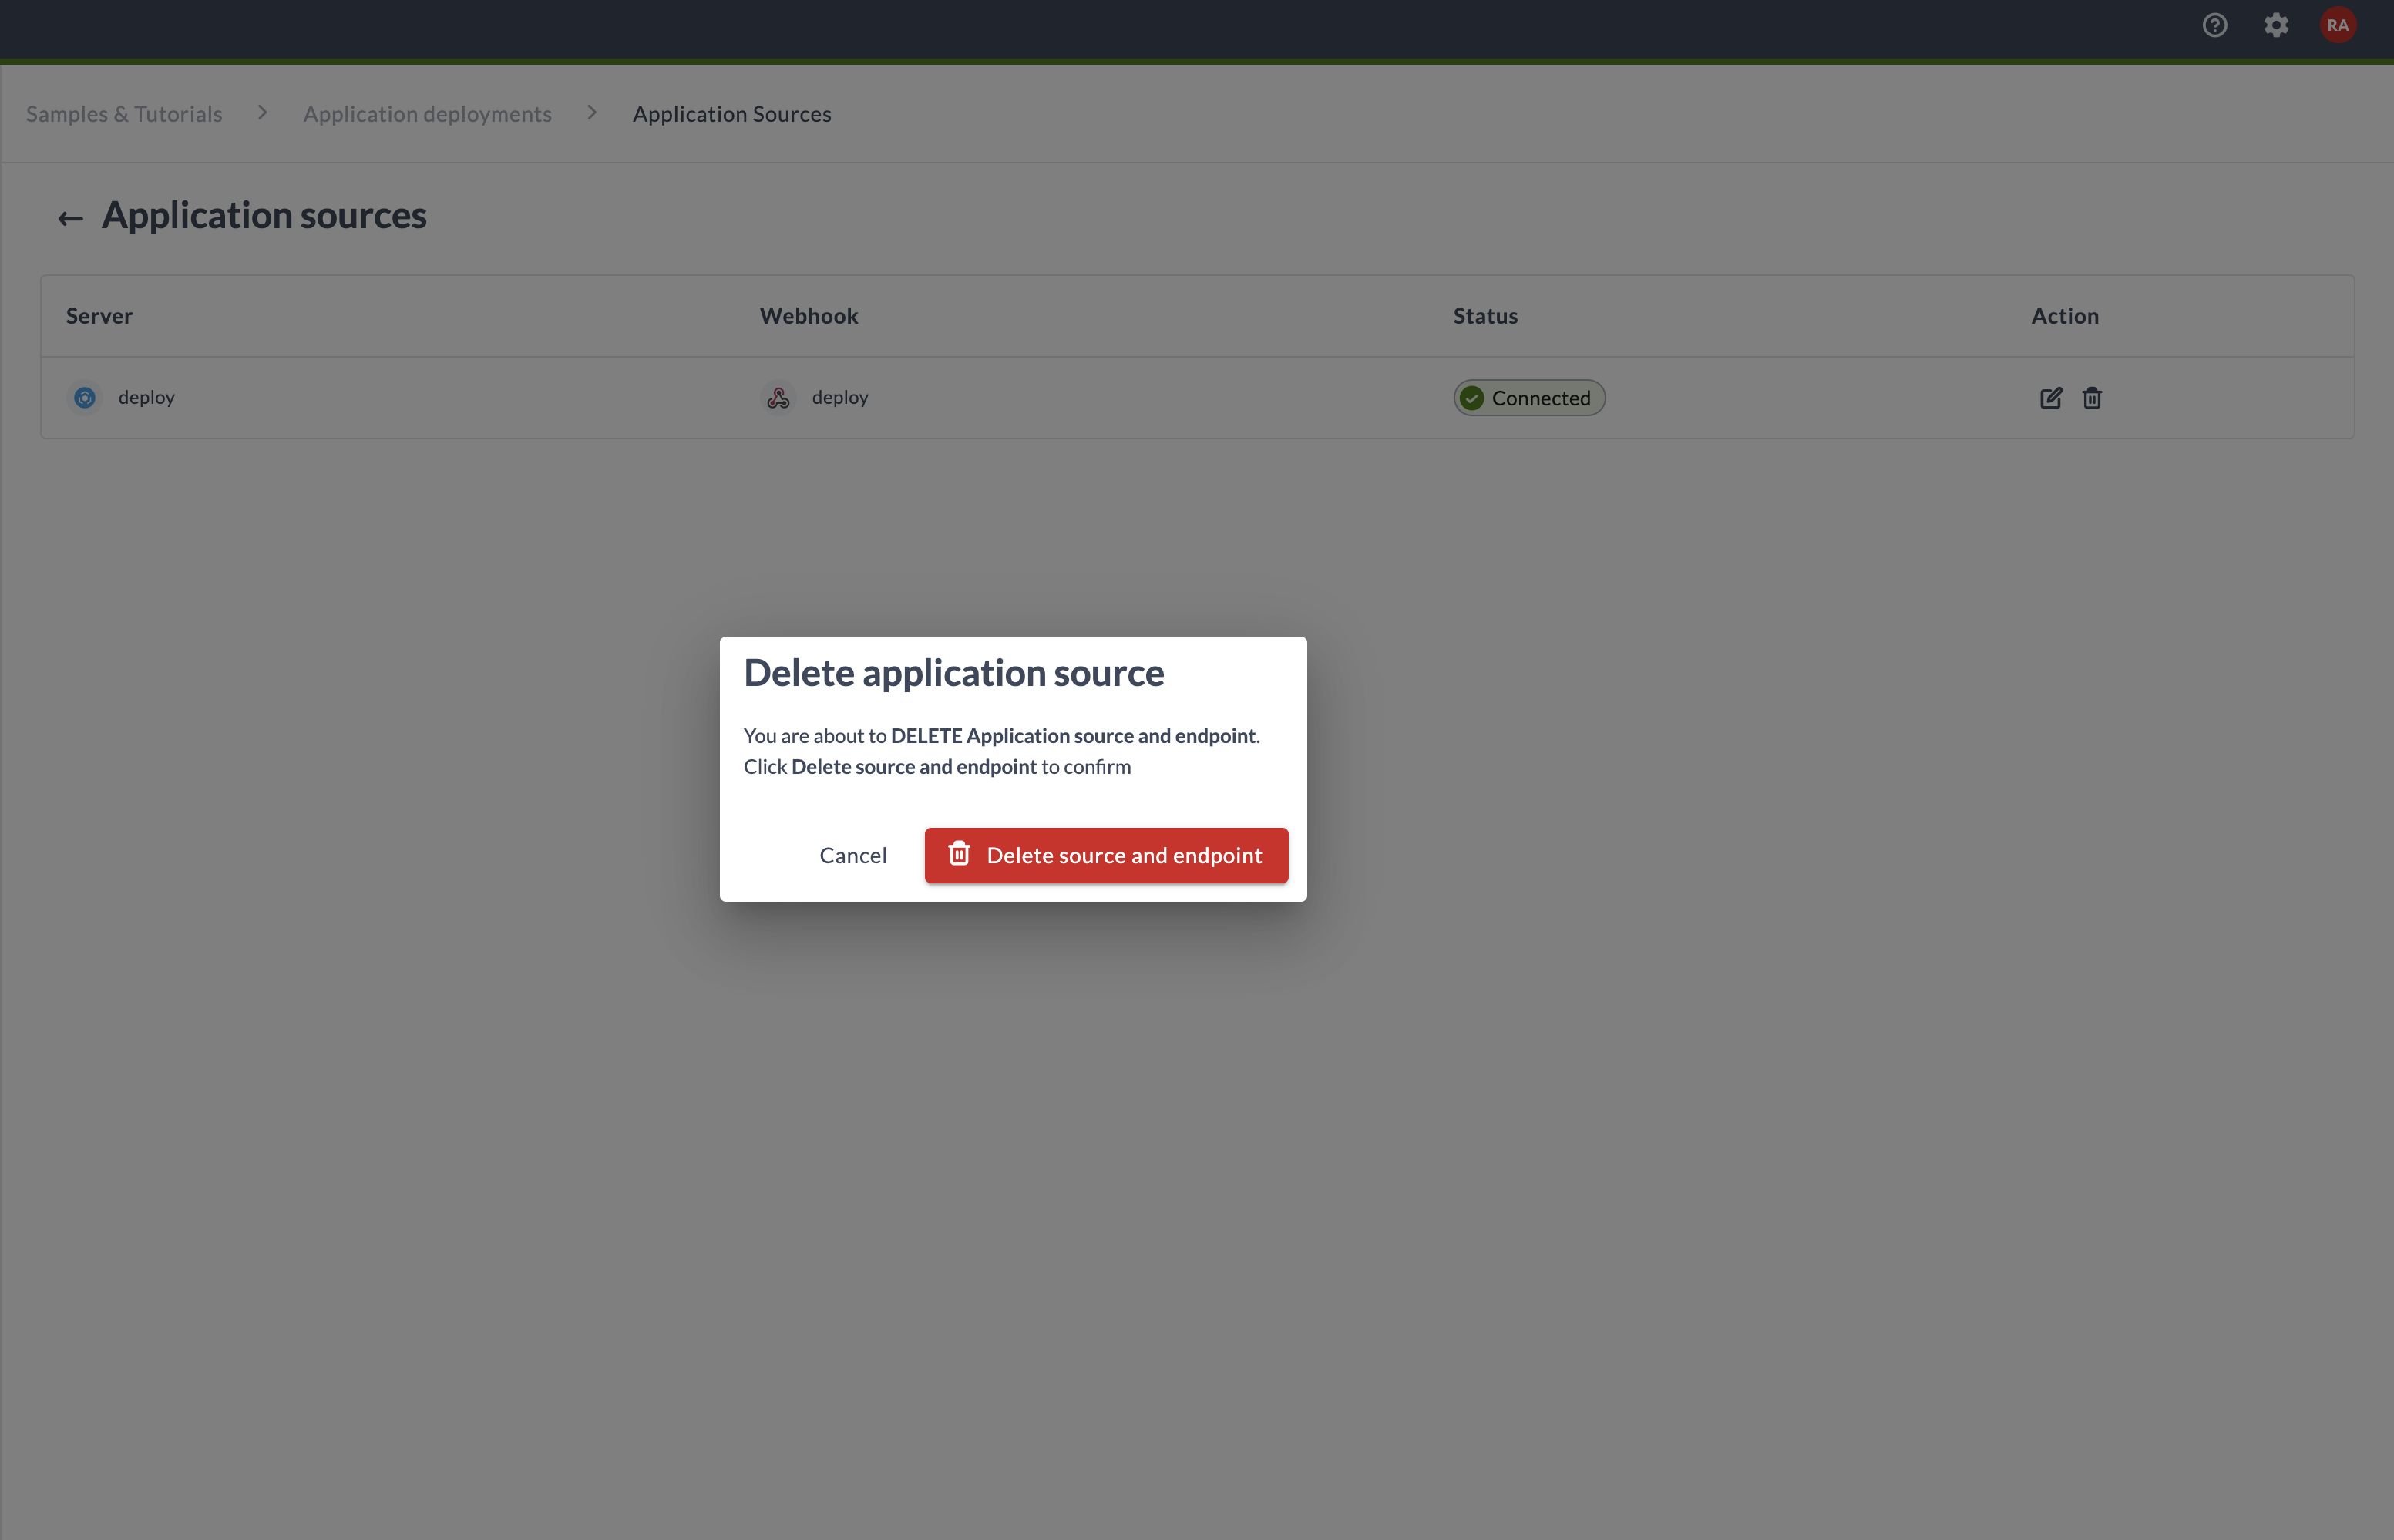 RA
Samples & Tutorials > Application deployments > Application Sources
← Application sources
Server Webhook Status Action
deploy deploy Connected
Delete application source
You are about to DELETE Application source and endpoint.
Click Delete source and endpoint to confirm
Cancel Delete source and endpoint